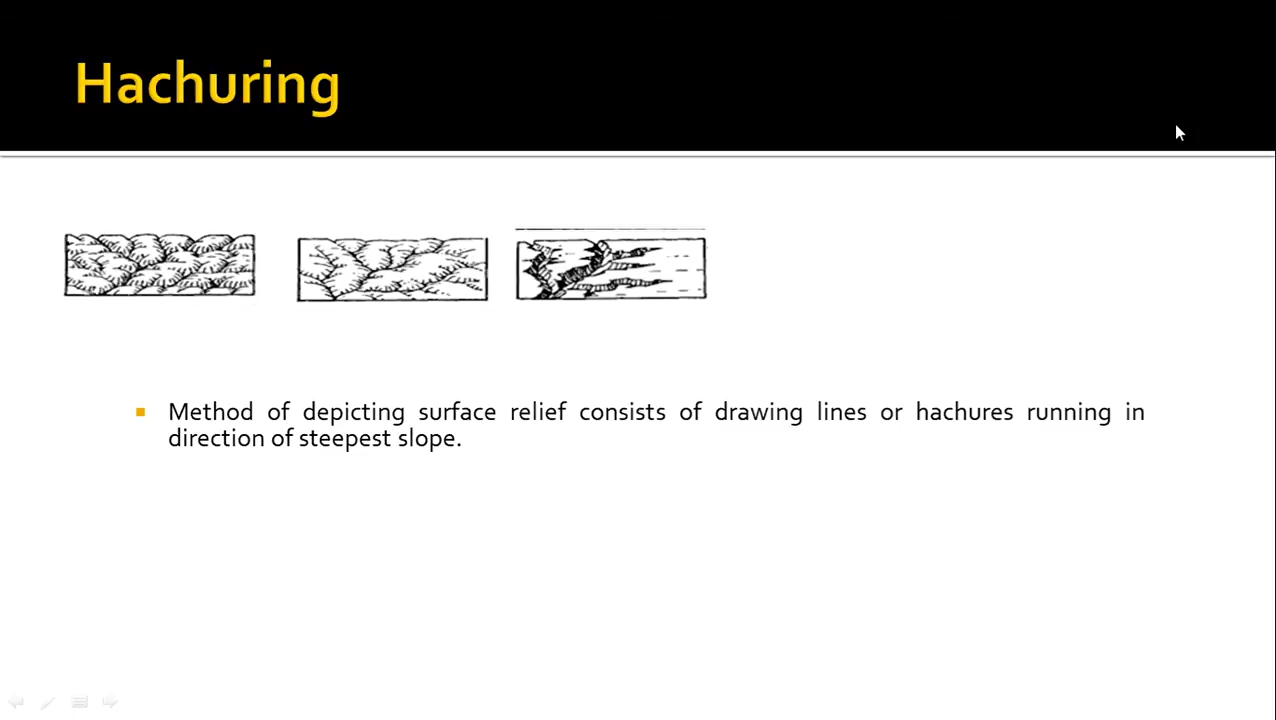 Hachuring
Method of depicting surface relief consists of drawing lines or hachures running in
direction of steepest slope.